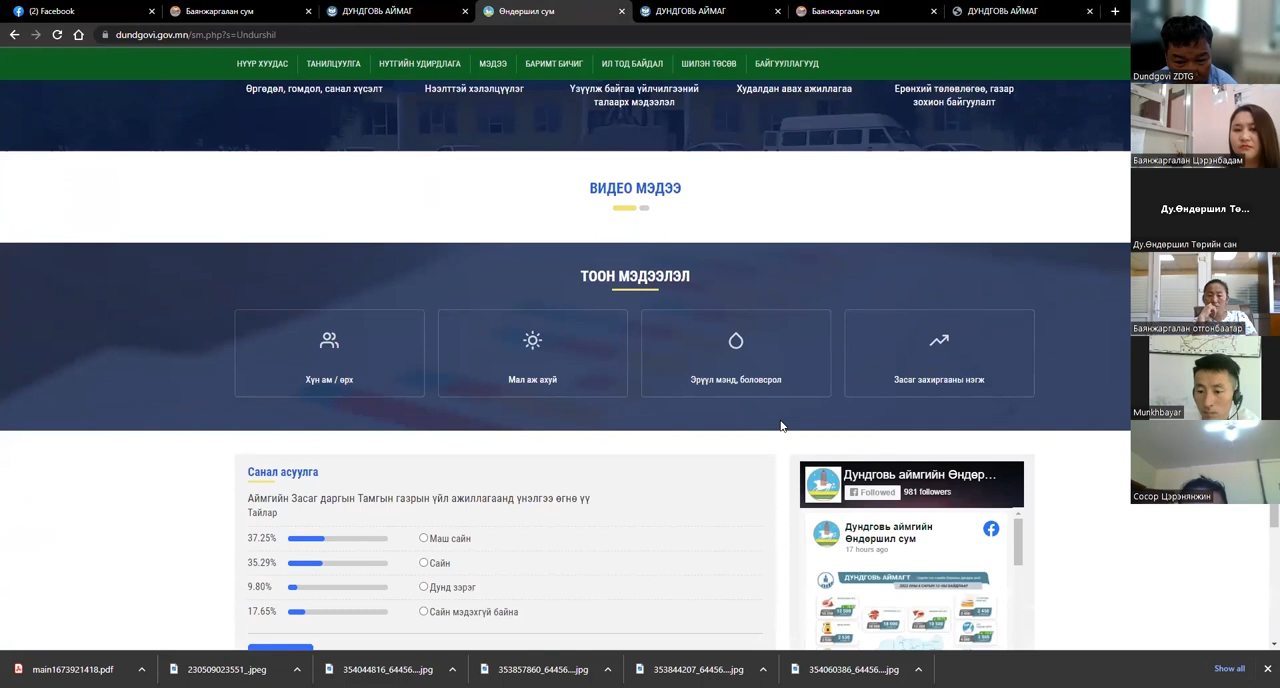 (2) Facebook
Баянжаргалан сум
ДУНДГОВЬ АЙМАГ
Өндөршил сум
ДУНДГОВЬ АЙМАГ
Баянжаргалан сум
ДУНДГОВЬ АЙМАГ
dundgovi.gov.mn/sm.php?s=Undurshil
НҮҮР ХУУДАС
ТАНИЛЦУУЛГА
НУТГИЙН УДИРДЛАГА
МЭДЭЭ
БАРИМТ БИЧИГ
ИЛ ТОД БАЙДАЛ
ШИЛЭН ТӨСӨВ
БАЙГУУЛЛАГУУД
Өргөдөл, гомдол, санал хүсэлт
Нээлттэй хэлэлцүүлэг
Үзүүлж байгаа үйлчилгээний
талаарх мэдээлэл
Худалдан авах ажиллагаа
Ерөнхий төлөвлөгөө, газар
зохион байгуулалт
ВИДЕО МЭДЭЭ
ТООН МЭДЭЭЛЭЛ
Хүн ам / өрх
Мал аж ахуй
Эрүүл мэнд, боловсрол
Засаг захиргааны нэгж
Санал асуулга
Аймгийн Засаг даргын Тамгын газрын үйл ажиллагаанд үнэлгээ өгнө үү
Тайлар
37.25%
Маш сайн
35.29%
Сайн
9.80%
Дунд зэрэг
17.65%
Сайн мэдэхгүй байна
Дундговь аймгийн Өндөр...
Followed
981 followers
Дундговь аймгийн
Өндөршил сум
17 hours ago
ДУНДГОВЬ АЙМАГТ
Dundgovi ZDTG
Баянжаргалан Цэрэнбадам
Ду.Өндөршил Тө...
Ду.Өндөршил Төрийн сан
Баянжаргалан отгонбаатар
Munkhbayar
Сосор Цэрэнлянжин
main1673921418.pdf
230509023551_.jpeg
354044816_64456....jpg
353857860_64456....jpg
353844207_64456....jpg
354060386_64456....jpg
Show all